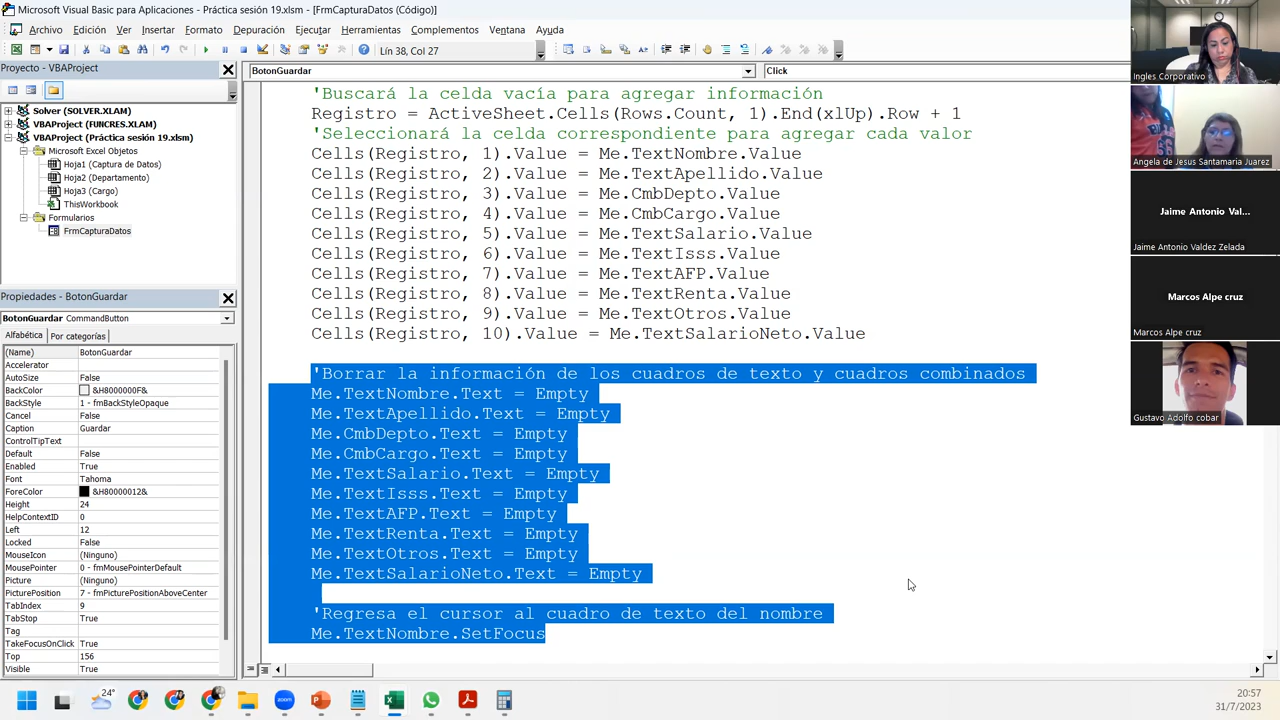 Microsoft Visual Basic para Aplicaciones - Práctica sesión 19.xlsm - [FrmCapturaDatos (Código)]
Archivo Edición Ver Insertar Formato Depuración Ejecutar Herramientas Complementos Ventana Ayuda
Lín 38, Col 27
Proyecto - VBAProject
Solver (SOLVER.XLAM)
VBAProject (FUNCRES.XLAM)
VBAProject (Práctica sesión 19.xlsm)
Microsoft Excel Objetos
Hoja1 (Captura de Datos)
Hoja2 (Departamento)
Hoja3 (Cargo)
ThisWorkbook
Formularios
FrmCapturaDatos
Propiedades - BotonGuardar
BotonGuardar CommandButton
Alfabética Por categorías
(Name) BotonGuardar
Accelerator
AutoSize False
BackColor &H8000000F&
BackStyle 1 - fmBackStyleOpaque
Cancel False
Caption Guardar
ControlTipText
Default False
Enabled True
Font Tahoma
ForeColor &H80000012&
Height 24
HelpContextID 0
Left 12
Locked False
MouseIcon (Ninguno)
MousePointer 0 - fmMousePointerDefault
Picture (Ninguno)
PicturePosition 7 - fmPicturePositionAboveCenter
TabIndex 9
TabStop True
Tag
TakeFocusOnClick True
Top 156
Visible True
BotonGuardar Click
'Buscará la celda vacía para agregar información
Registro = ActiveSheet.Cells(Rows.Count, 1).End(xlUp).Row + 1
'Seleccionará la celda correspondiente para agregar cada valor
Cells(Registro, 1).Value = Me.TextNombre.Value
Cells(Registro, 2).Value = Me.TextApellido.Value
Cells(Registro, 3).Value = Me.CmbDepto.Value
Cells(Registro, 4).Value = Me.CmbCargo.Value
Cells(Registro, 5).Value = Me.TextSalario.Value
Cells(Registro, 6).Value = Me.TextIsss.Value
Cells(Registro, 7).Value = Me.TextAFP.Value
Cells(Registro, 8).Value = Me.TextRenta.Value
Cells(Registro, 9).Value = Me.TextOtros.Value
Cells(Registro, 10).Value = Me.TextSalarioNeto.Value
'Borrar la información de los cuadros de texto y cuadros combinados
Me.TextNombre.Text = Empty
Me.TextApellido.Text = Empty
Me.CmbDepto.Text = Empty
Me.CmbCargo.Text = Empty
Me.TextSalario.Text = Empty
Me.TextIsss.Text = Empty
Me.TextAFP.Text = Empty
Me.TextRenta.Text = Empty
Me.TextOtros.Text = Empty
Me.TextSalarioNeto.Text = Empty
'Regresa el cursor al cuadro de texto del nombre
Me.TextNombre.SetFocus
Ingles Corporativo
Angela de Jesus Santamaria Juarez
Jaime Antonio Val...
Jaime Antonio Valdez Zelada
Marcos Alpe cruz
Marcos Alpe cruz
Gustavo Adolfo cobar
24°
zoom
20:57
31/7/2023